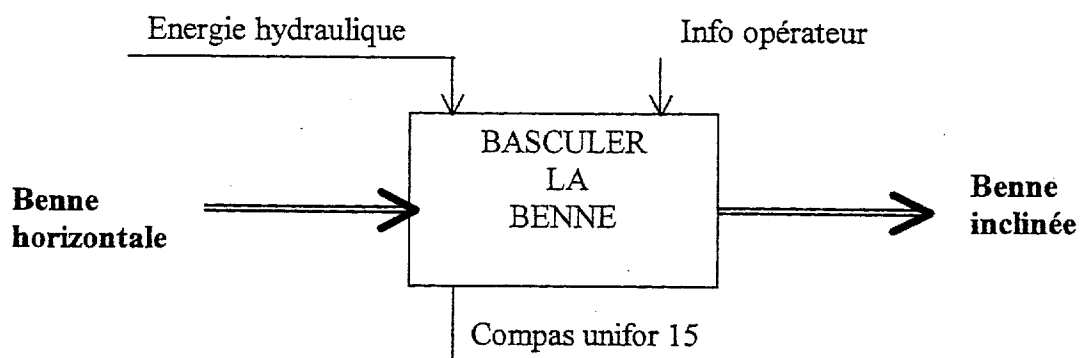 Energie hydraulique
Info opérateur
BASCULER
LA
BENNE
Benne
horizontale
Benne
inclinée
Compas unifor 15